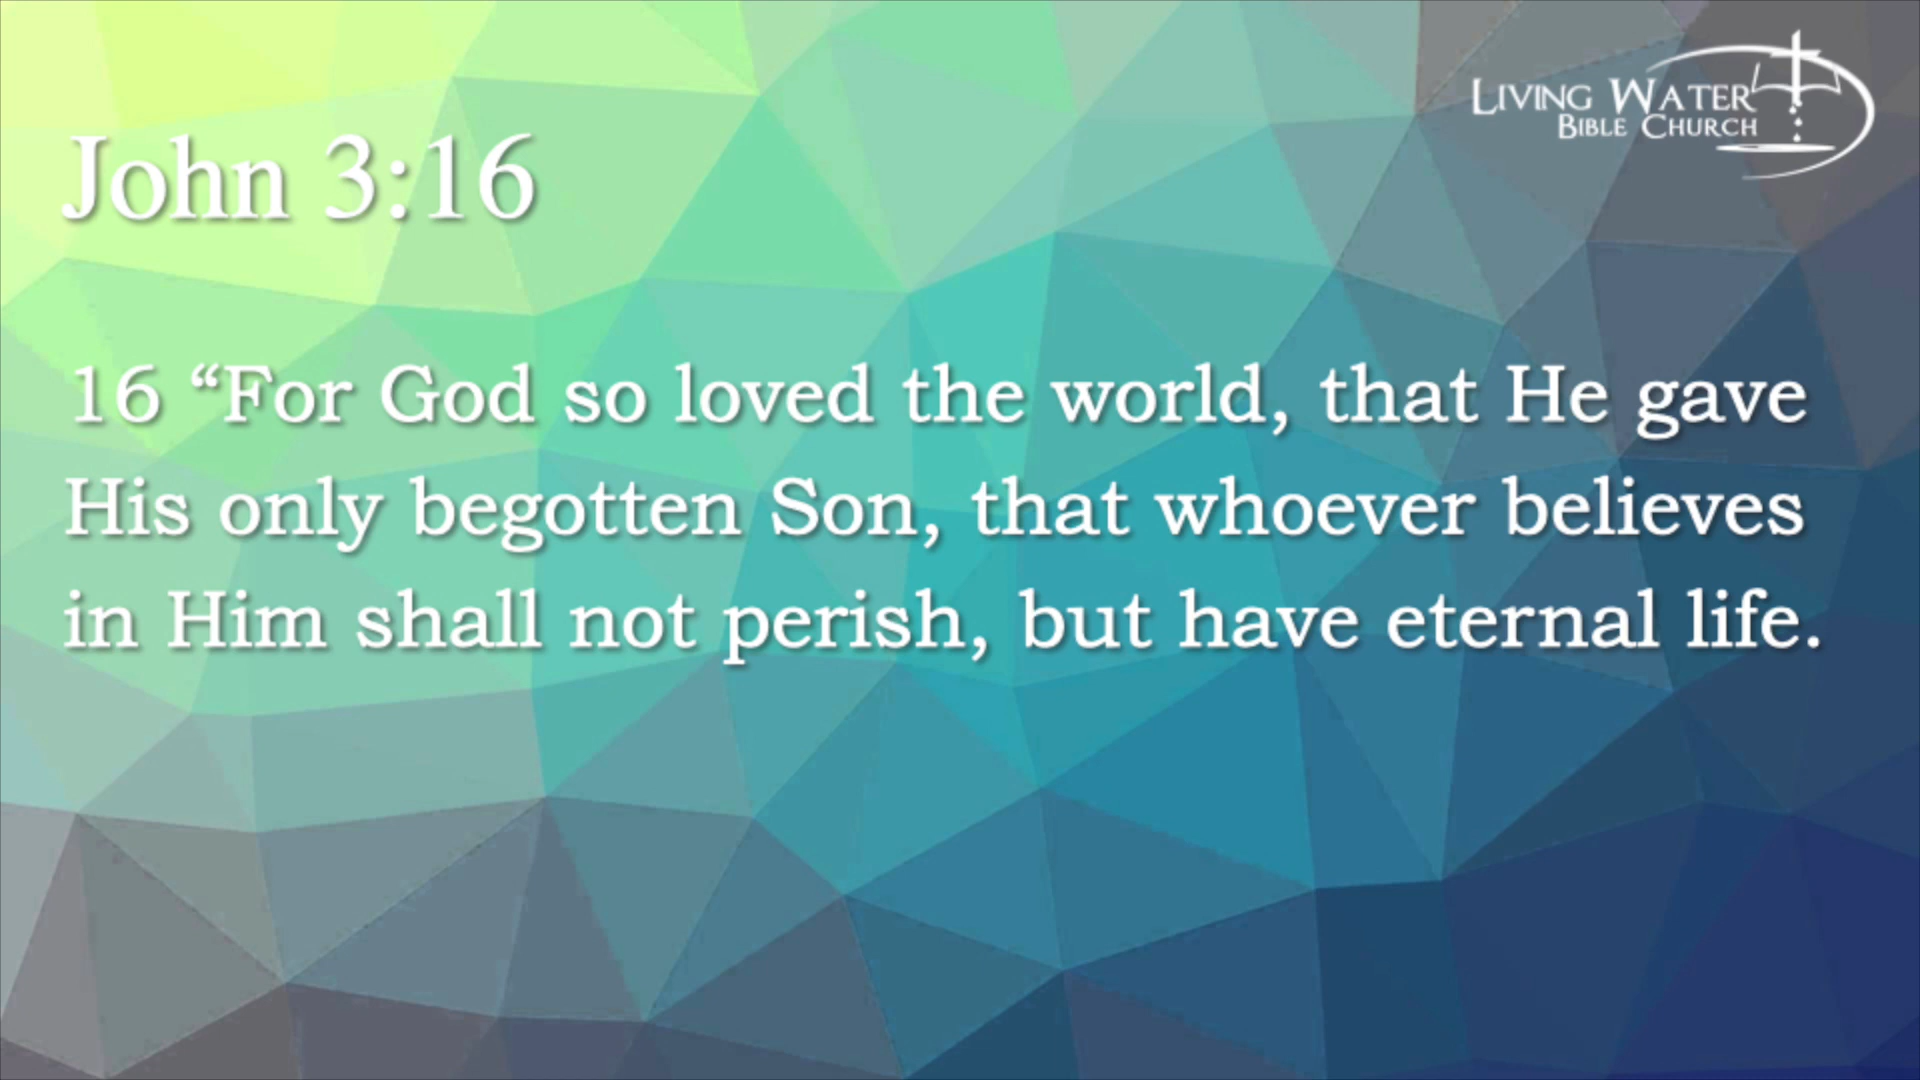 LIVING WATER
BIBLE CHURCH
John 3:16
16 “For God so loved the world, that He gave
His only begotten Son, that whoever believes
in Him shall not perish, but have eternal life.